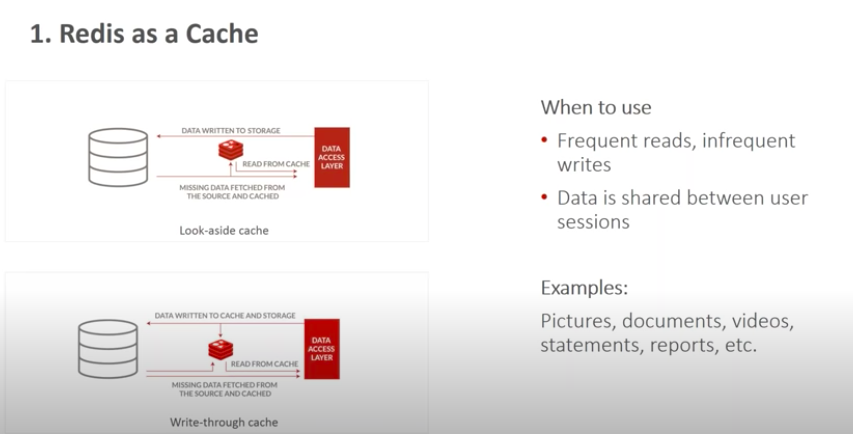 1. Redis as a Cache
DATA WRITTEN TO STORAGE
DATA
ACCESS
LAYER
READ FROM CACHE
MISSING DATA FETCHED FROM
THE SOURCE AND CACHED
Look-aside cache
DATA WRITTEN TO CACHE AND STORAGE
DATA
ACCESS
LAYER
READ FROM CACHE
MISSING DATA FETCHED FROM
THE SOURCE AND CACHED
Write-through cache
When to use
• Frequent reads, infrequent
writes
• Data is shared between user
sessions
Examples:
Pictures, documents, videos,
statements, reports, etc.